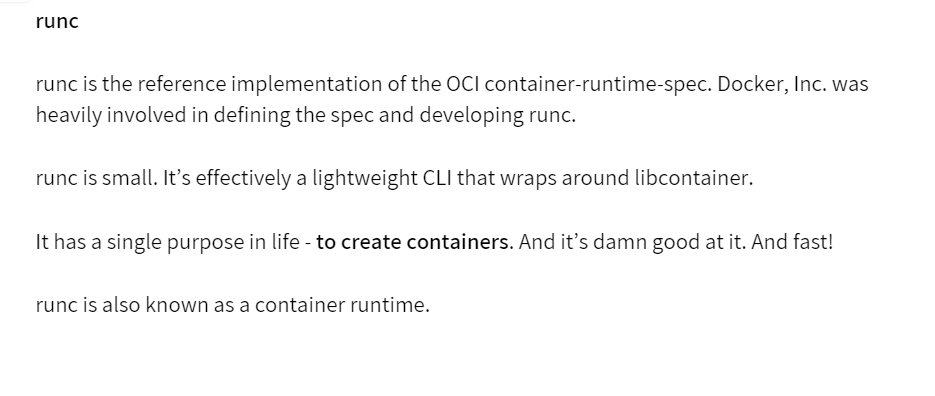 runc
runc is the reference implementation of the OCI container-runtime-spec. Docker, Inc. was
heavily involved in defining the spec and developing runc.
runc is small. It’s effectively a lightweight CLI that wraps around libcontainer.
It has a single purpose in life - to create containers. And it’s damn good at it. And fast!
runc is also known as a container runtime.